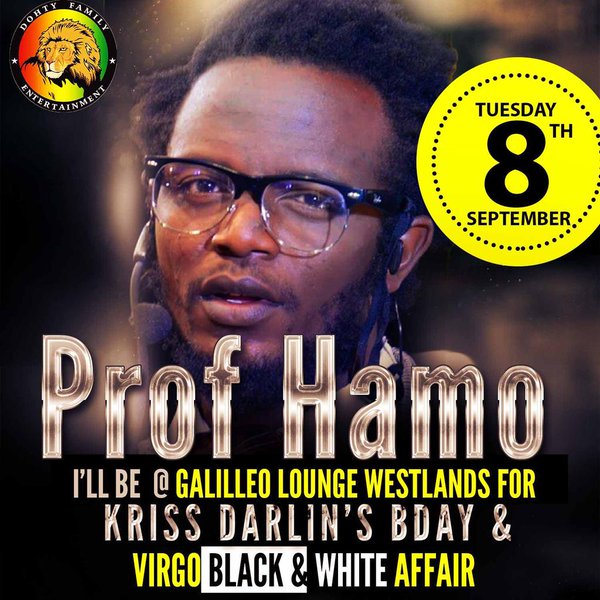 DOHTY FAMILY
ENTERTAINMENT
TUESDAY
8TH
SEPTEMBER
Prof Hamo
I'LL BE @ GALILLEO LOUNGE WESTLANDS FOR
KRISS DARLIN'S BDAY &
VIRGO BLACK & WHITE AFFAIR